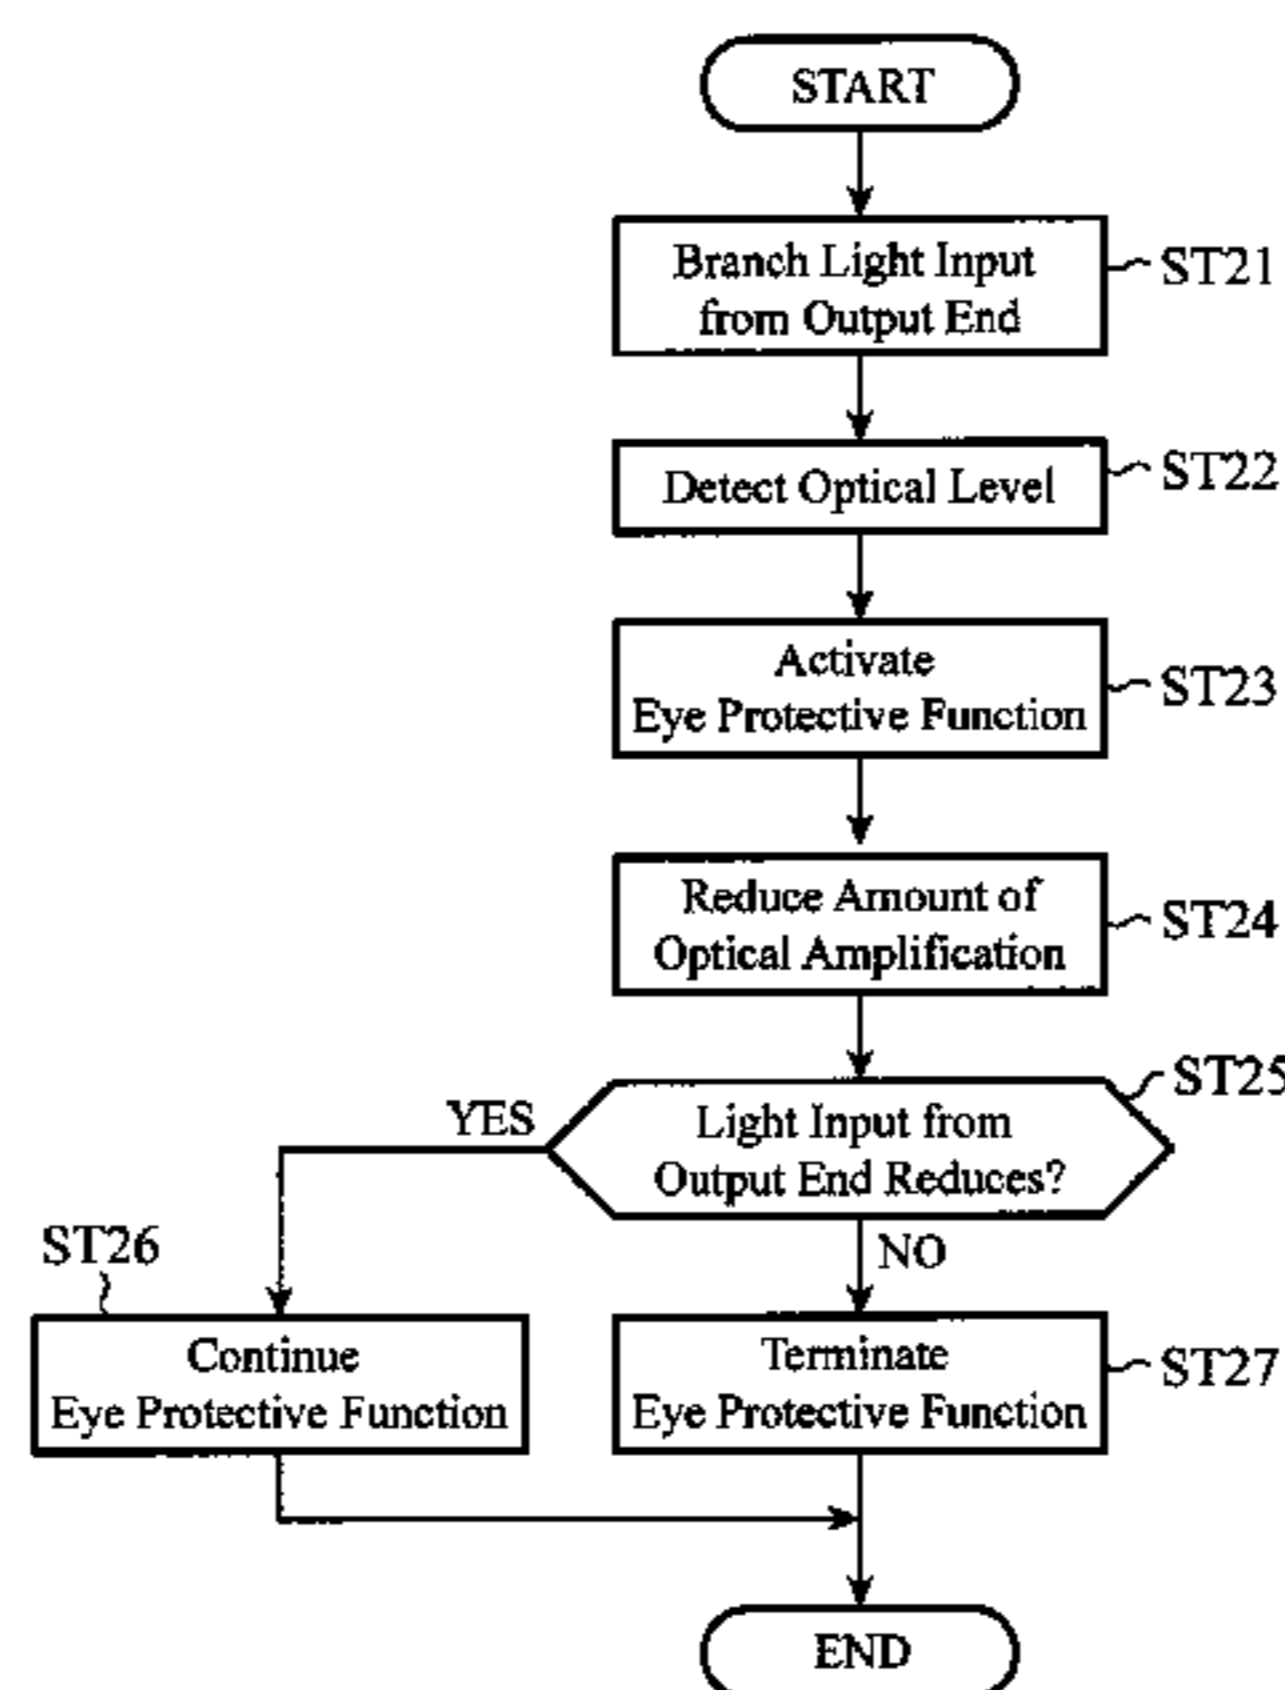 START
Branch Light Input
from Output End
ST21
Detect Optical Level
ST22
Activate
Eye Protective Function
ST23
Reduce Amount of
Optical Amplification
ST24
ST25
YES
Light Input from
Output End Reduces?
NO
ST26
Continue
Eye Protective Function
Terminate
Eye Protective Function
ST27
END